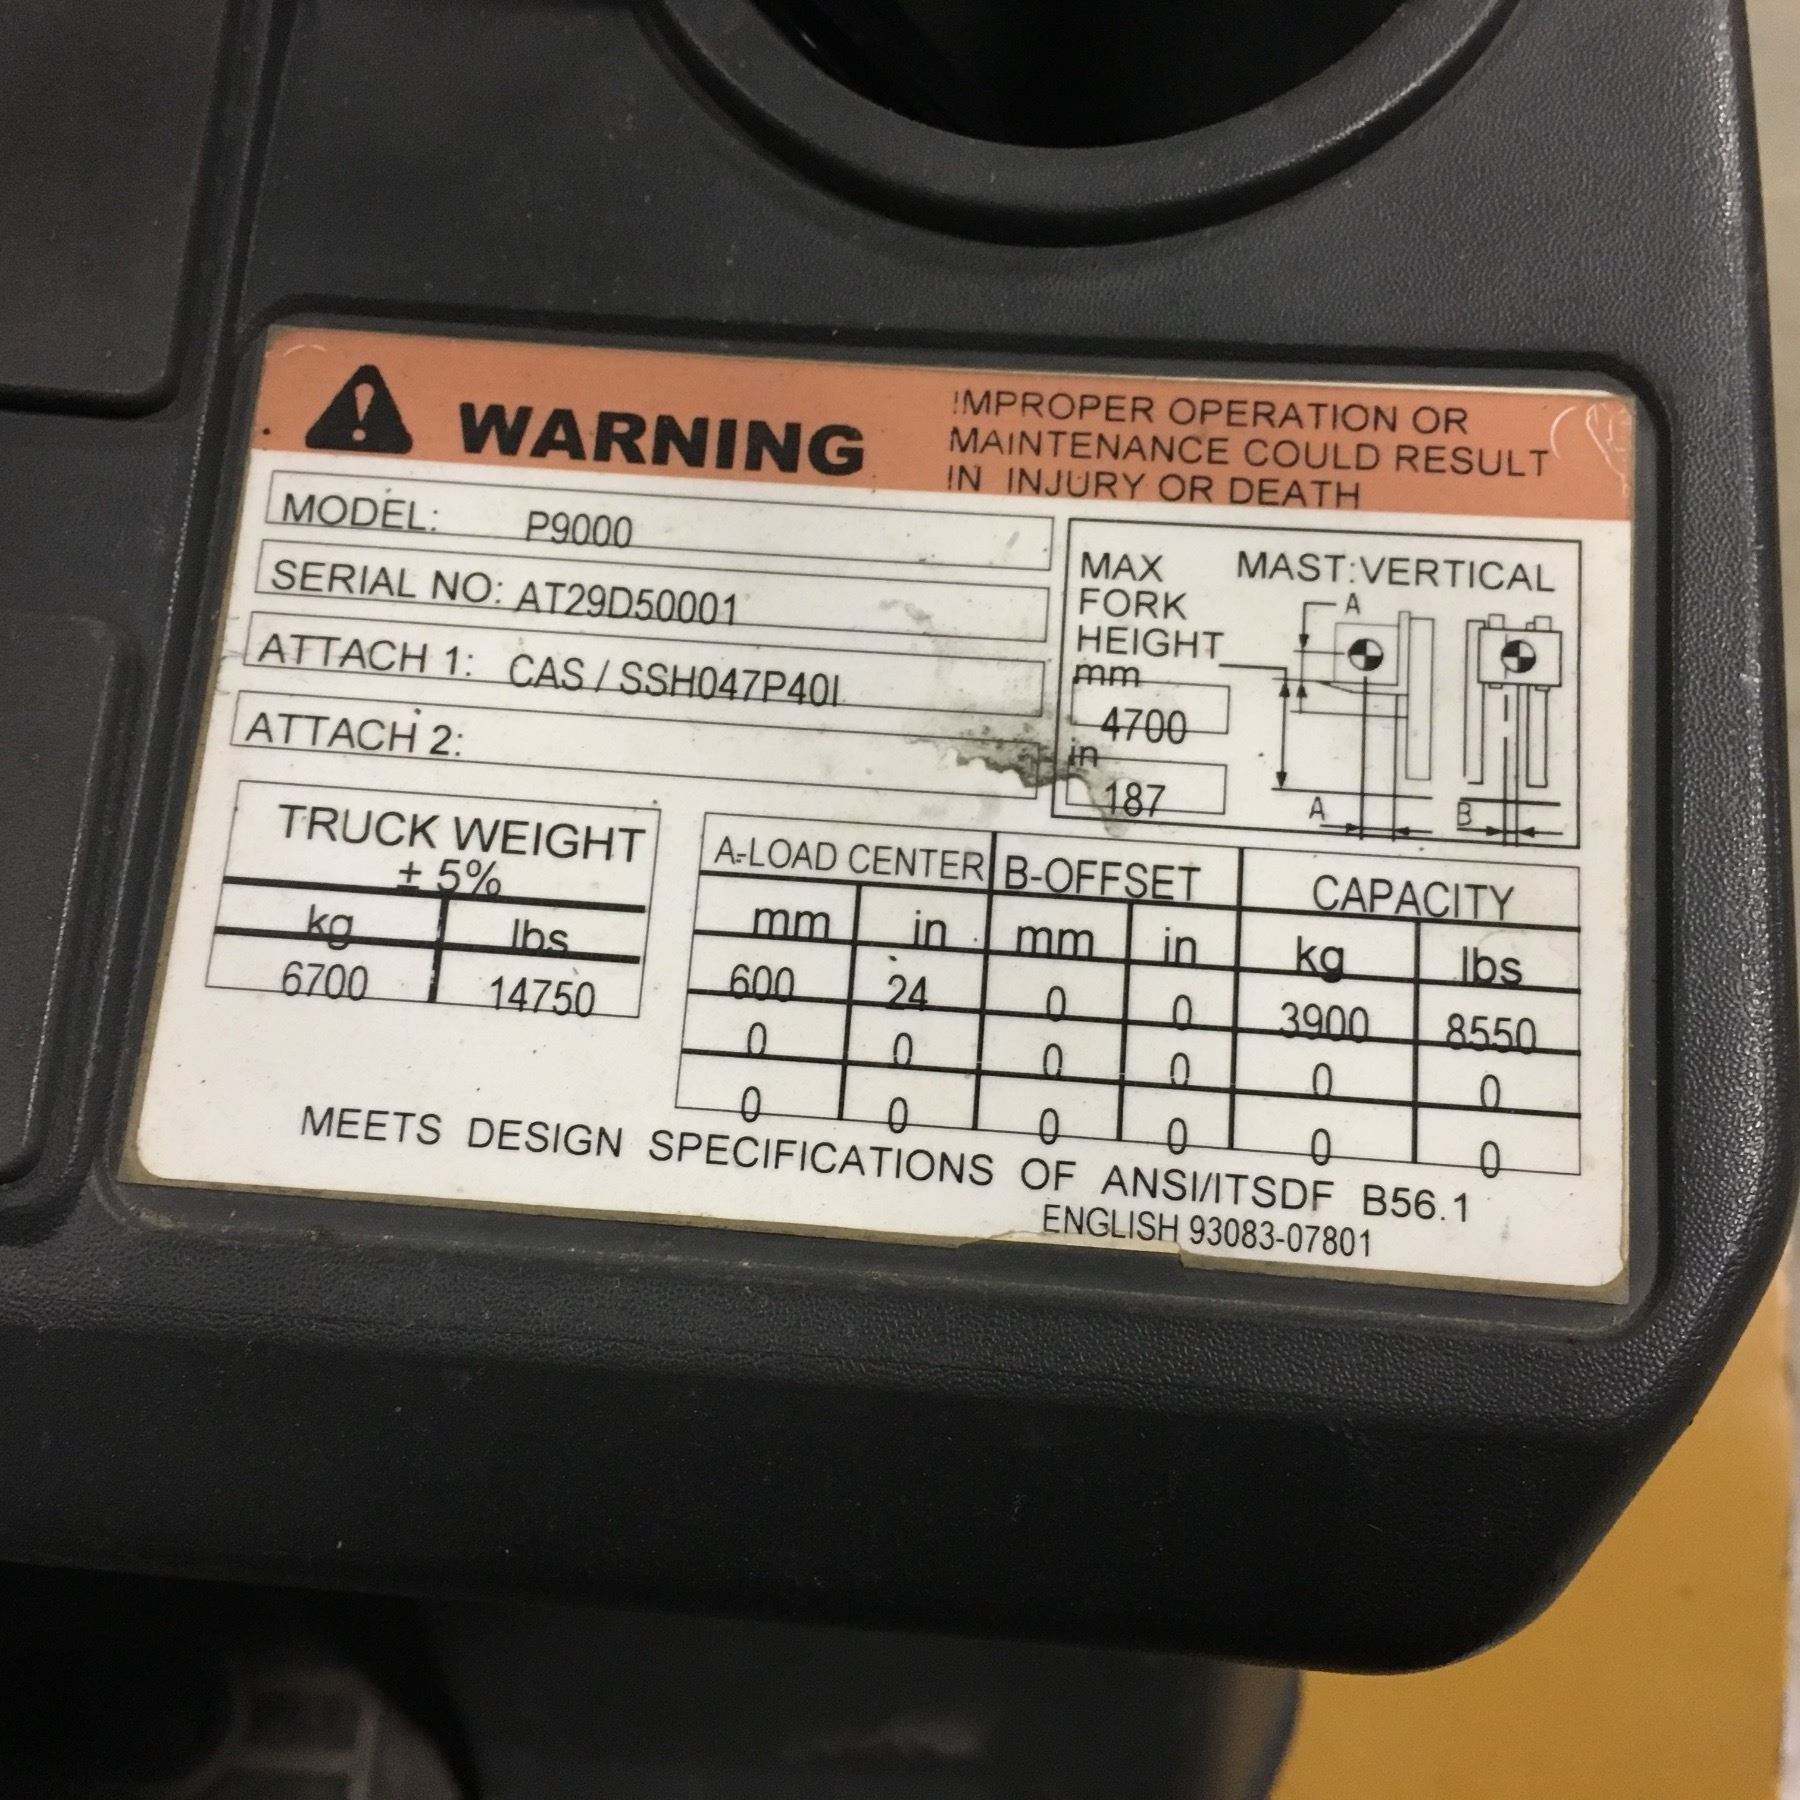 WARNING
IMPROPER OPERATION OR
MAINTENANCE COULD RESULT
IN INJURY OR DEATH
MODEL: P9000
SERIAL NO: AT29D50001
ATTACH 1: CAS / SSH047P40I
ATTACH 2:
MAX FORK HEIGHT
mm
4700
in
187
MAST:VERTICAL
A
A
B
TRUCK WEIGHT
± 5%
kg lbs
6700 14750
A-LOAD CENTER B-OFFSET CAPACITY
mm in mm in kg lbs
600 24 0 0 3900 8550
0 0 0 0 0 0
0 0 0 0 0 0
MEETS DESIGN SPECIFICATIONS OF ANSI/ITSDF B56.1
ENGLISH 93083-07801